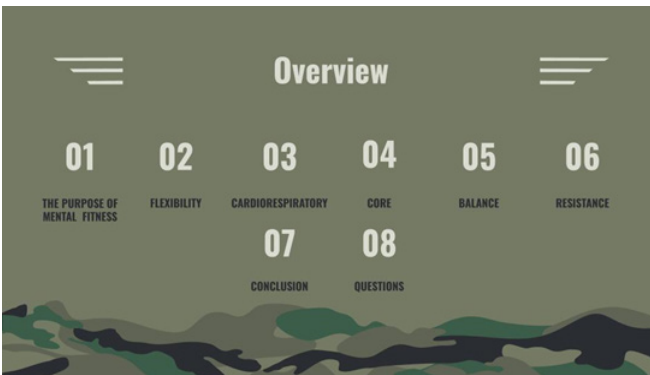 Overview
01
02
03
04
05
06
THE PURPOSE OF
MENTAL FITNESS
FLEXIBILITY
CARDIORESPIRATORY
CORE
BALANCE
RESISTANCE
07
08
CONCLUSION
QUESTIONS